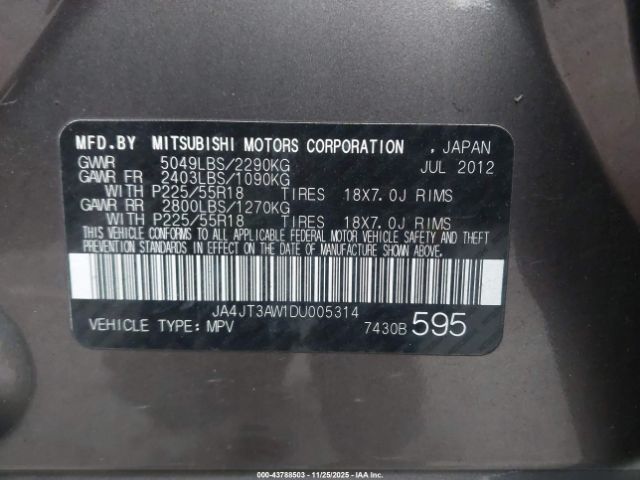 MFD.BY MITSUBISHI MOTORS CORPORATION , JAPAN
GVWR 5049LBS/2290KG JUL 2012
GAWR FR 2403LBS/1090KG
WITH P225/55R18 TIRES 18X7.0J RIMS
GAWR RR 2800LBS/1270KG
WITH P225/55R18 TIRES 18X7.0J RIMS
THIS VEHICLE CONFORMS TO ALL APPLICABLE FEDERAL MOTOR VEHICLE SAFETY AND THEFT
PREVENTION STANDARDS IN EFFECT ON THE DATE OF MANUFACTURE SHOWN ABOVE.
JA4JT3AW1DU005314
VEHICLE TYPE: MPV 7430B 595
000-43788503 - 11/25/2025 - IAA Inc.